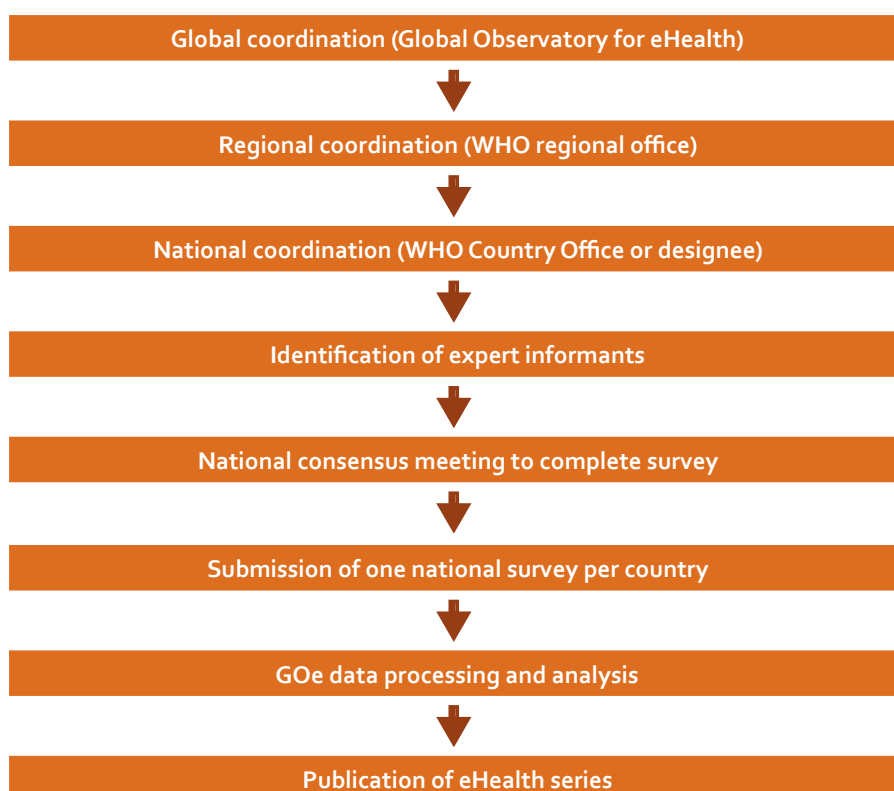 Global coordination (Global Observatory for eHealth)
Regional coordination (WHO regional office)
National coordination (WHO Country Office or designee)
Identification of expert informants
National consensus meeting to complete survey
Submission of one national survey per country
GOe data processing and analysis
Publication of eHealth series